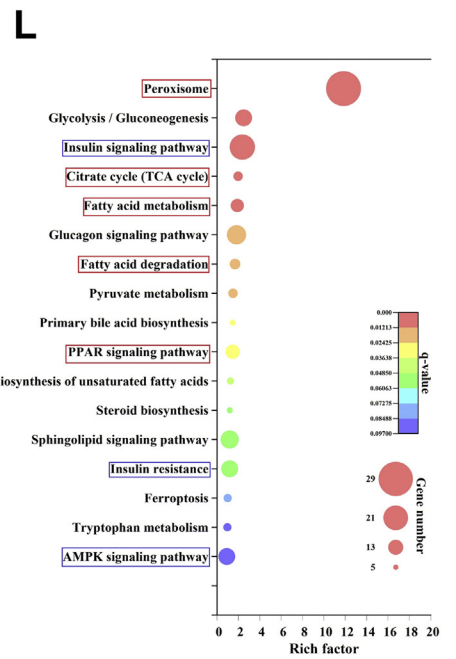 L
Peroxisome
Glycolysis / Gluconeogenesis
Insulin signaling pathway
Citrate cycle (TCA cycle)
Fatty acid metabolism
Glucagon signaling pathway
Fatty acid degradation
Pyruvate metabolism
Primary bile acid biosynthesis
PPAR signaling pathway
iosynthesis of unsaturated fatty acids
Steroid biosynthesis
Sphingolipid signaling pathway
Insulin resistance
Ferroptosis
Tryptophan metabolism
AMPK signaling pathway
0.000
0.01213
0.02425
0.03638
0.04850
0.06063
0.07275
0.08488
0.09700
q-value
29
21
13
5
Gene number
0 2 4 6 8 10 12 14 16 18 20
Rich factor